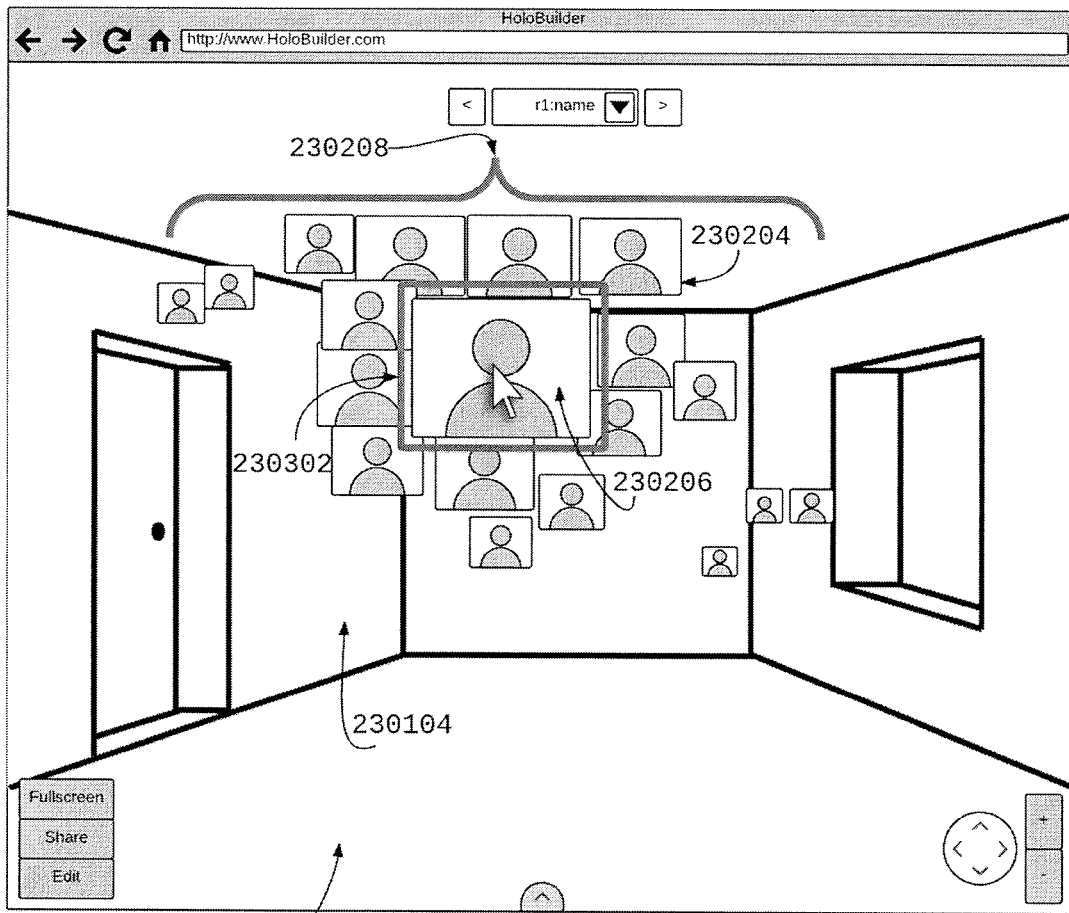 HoloBuilder
http://www.HoloBuilder.com
< r1:name >
230208
230204
230302
230206
230104
Fullscreen
Share
Edit
+
-